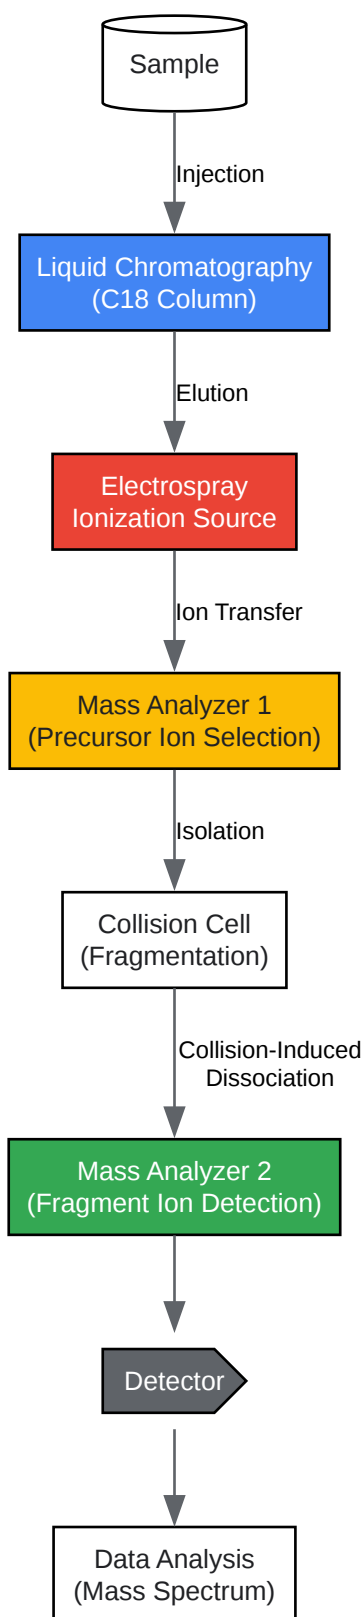 Sample
Injection
Liquid Chromatography
(C18 Column)
Elution
Electrospray
Ionization Source
Ion Transfer
Mass Analyzer 1
(Precursor Ion Selection)
Isolation
Collision Cell
(Fragmentation)
Collision-Induced
Dissociation
Mass Analyzer 2
(Fragment Ion Detection)
Detector
Data Analysis
(Mass Spectrum)